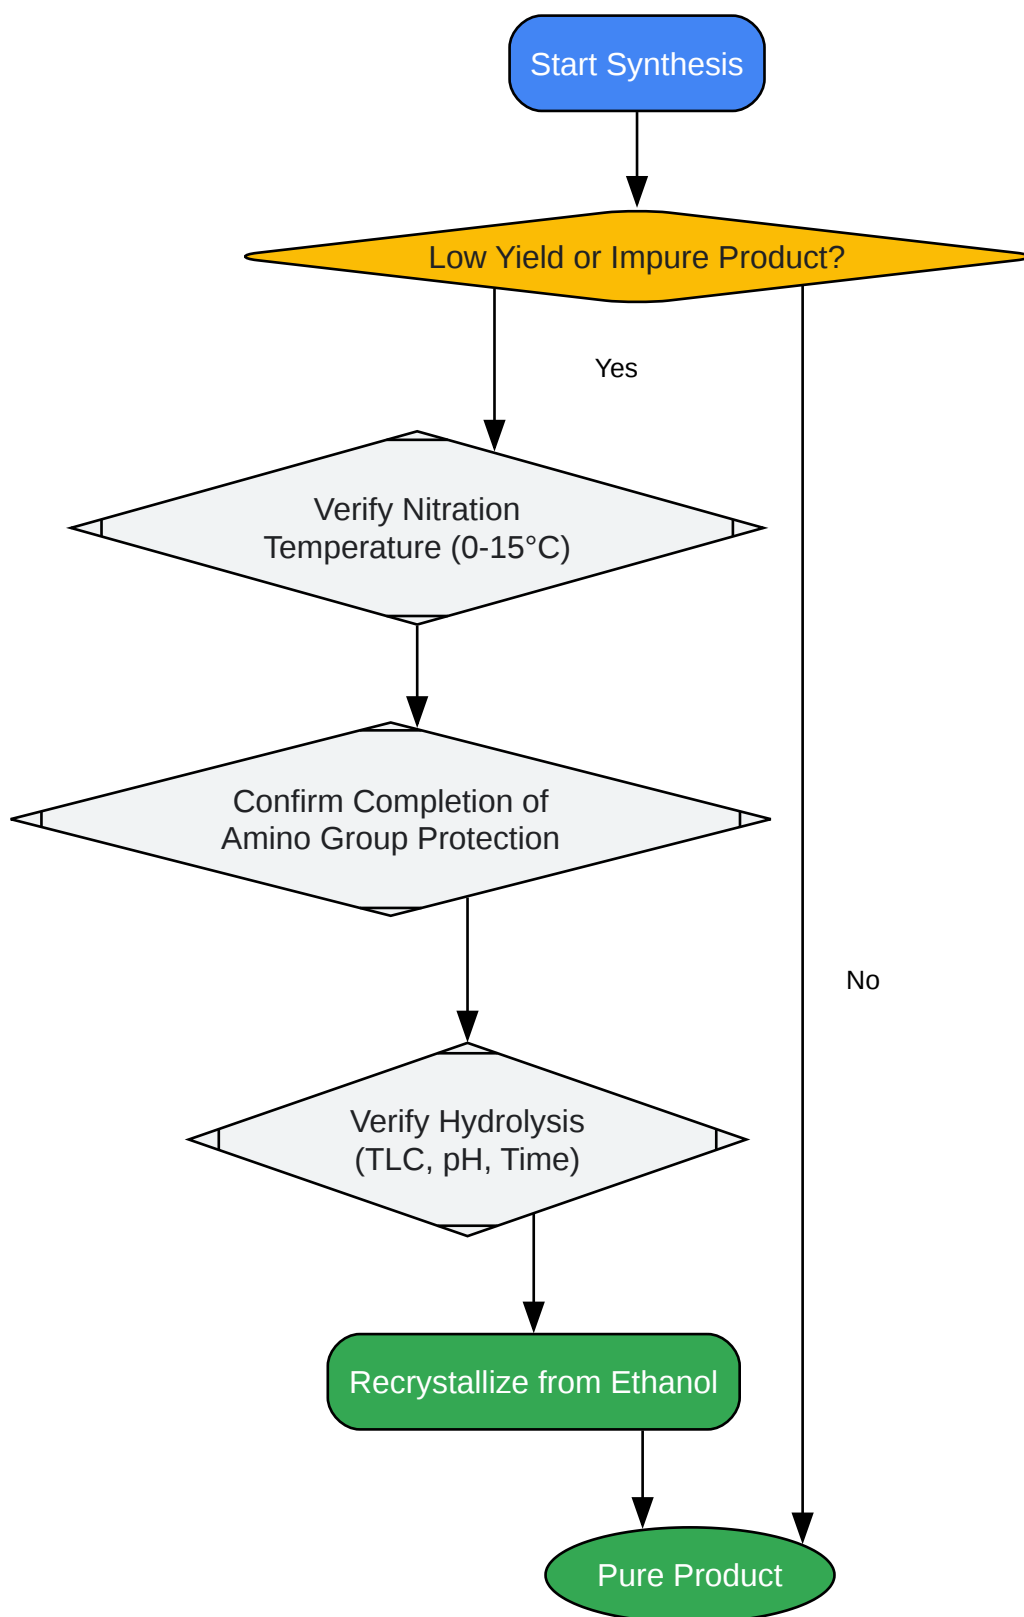 Start Synthesis
Low Yield or Impure Product?
Yes
Verify Nitration
Temperature (0-15°C)
Confirm Completion of
Amino Group Protection
No
Verify Hydrolysis
(TLC, pH, Time)
Recrystallize from Ethanol
Pure Product